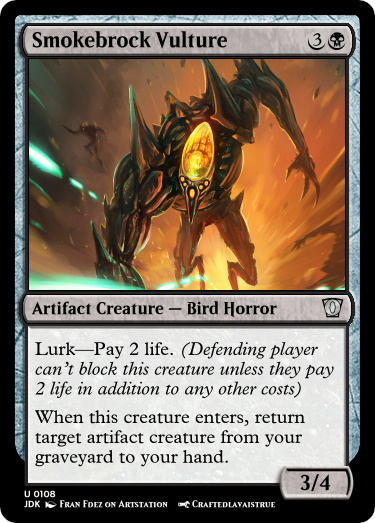 Smokebrock Vulture 3
Artifact Creature — Bird Horror
Lurk—Pay 2 life. (Defending player
can't block this creature unless they pay
2 life in addition to any other costs)
When this creature enters, return
target artifact creature from your
graveyard to your hand.
3/4
U 0108
JDK Fran Fdez on Artstation Craftedlavaistrue